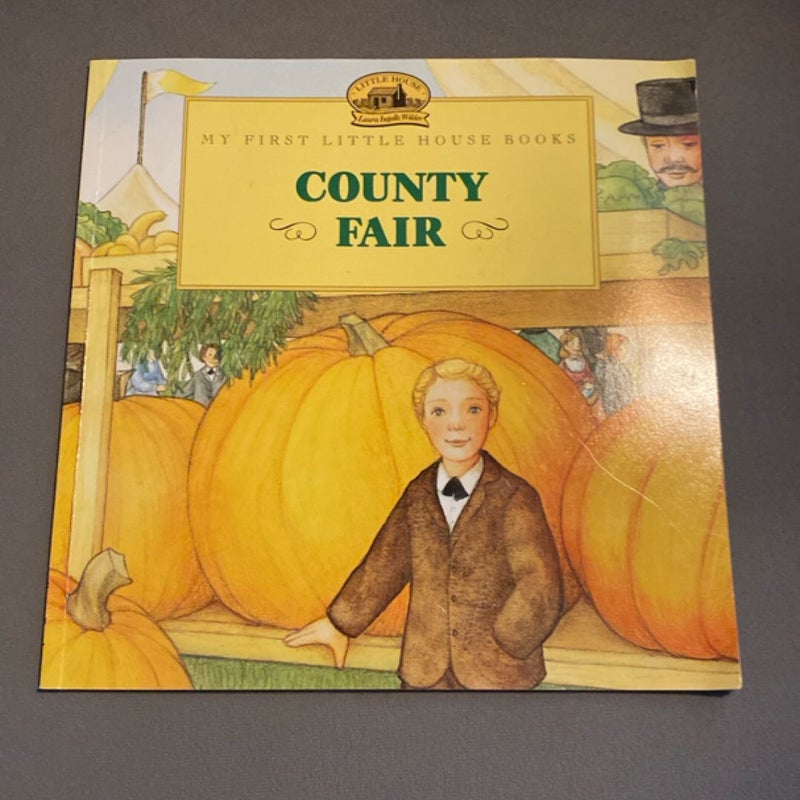 LITTLE HOUSE
Laura Ingalls Wilder
MY FIRST LITTLE HOUSE BOOKS
COUNTY
FAIR